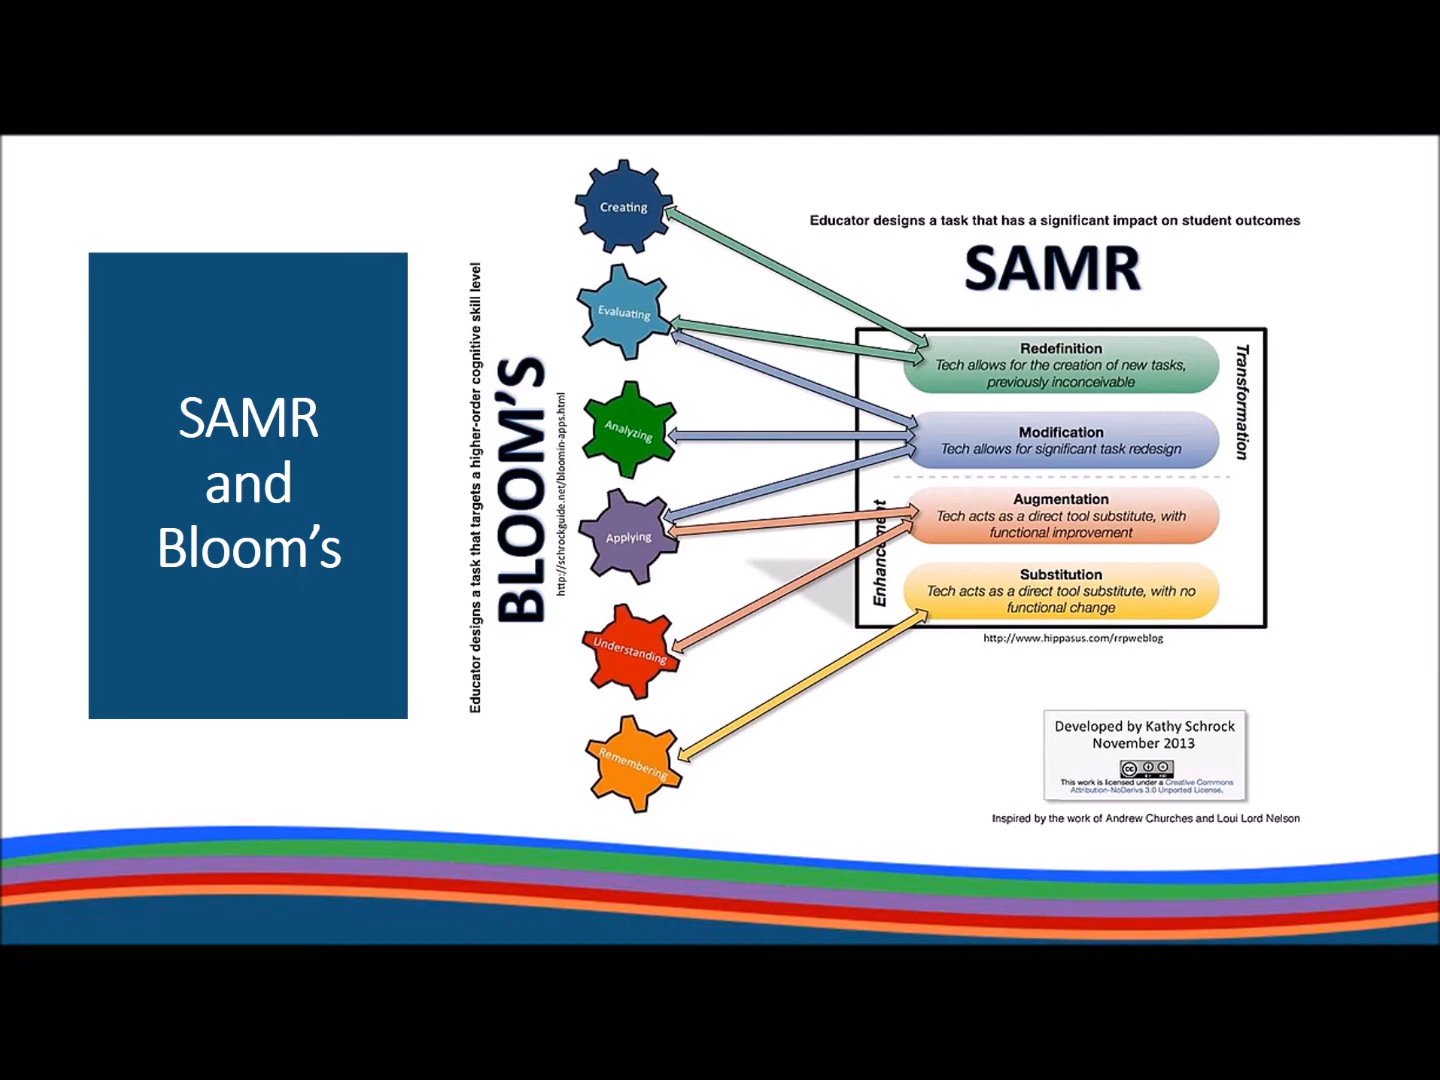 SAMR
and
Bloom's
Educator designs a task that targets a higher-order cognitive skill level
BLOOM'S
http://schrockguide.net/bloomin-apps.html
Creating
Evaluating
Analyzing
Applying
Understanding
Remembering
Educator designs a task that has a significant impact on student outcomes
SAMR
Redefinition
Tech allows for the creation of new tasks,
previously inconceivable
Modification
Tech allows for significant task redesign
Transformation
Augmentation
Tech acts as a direct tool substitute, with
functional improvement
Substitution
Tech acts as a direct tool substitute, with no
functional change
Enhancement
http://www.hippasus.com/rrpweblog
Developed by Kathy Schrock
November 2013
cc
BY ND
This work is licensed under a Creative Commons
Attribution-NoDerivs 3.0 Unported License.
Inspired by the work of Andrew Churches and Loui Lord Nelson